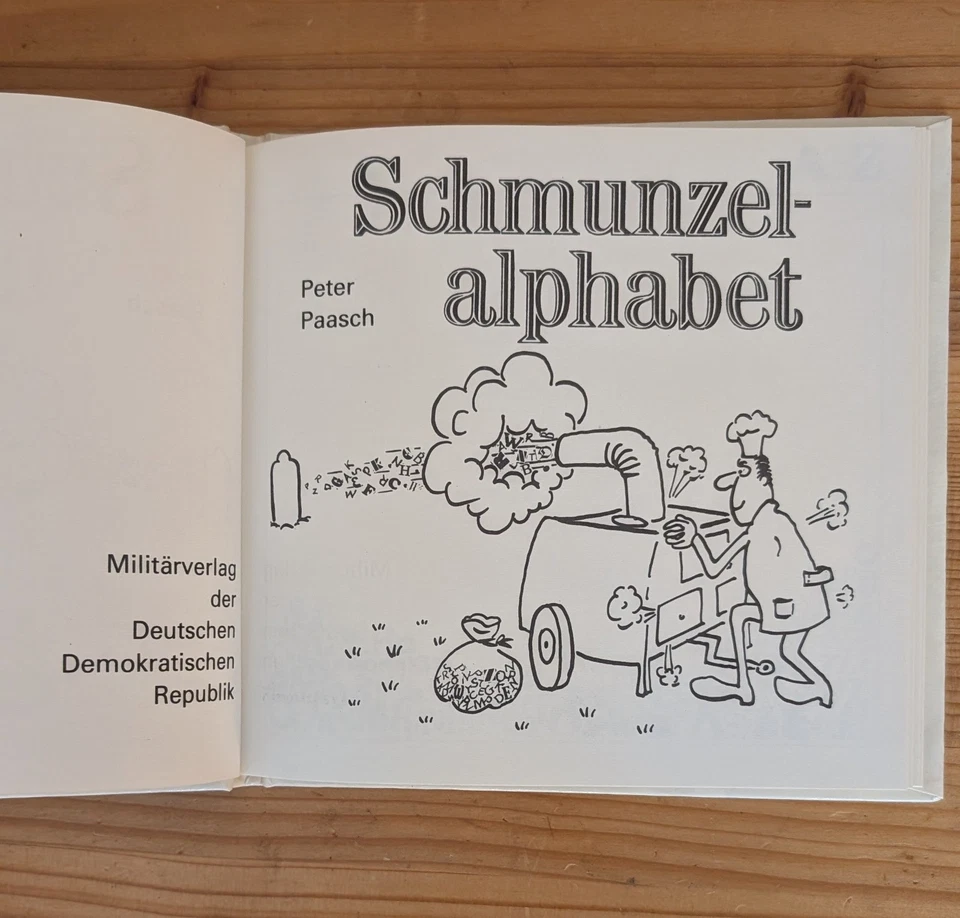 Schmunzel-
alphabet
Peter
Paasch
Militärverlag
der
Deutschen
Demokratischen
Republik